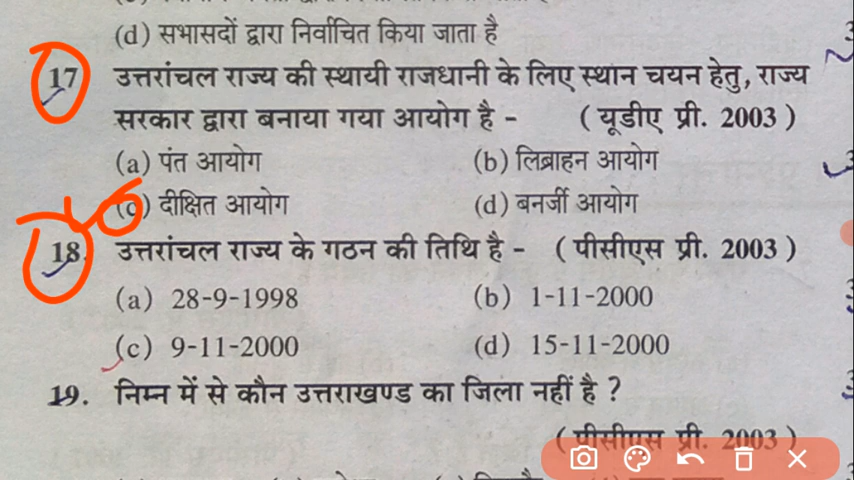 (d) सभासदों द्वारा निर्वाचित किया जाता है
17 उत्तरांचल राज्य की स्थायी राजधानी के लिए स्थान चयन हेतु, राज्य
सरकार द्वारा बनाया गया आयोग है - ( यूडीए प्री. 2003 )
(a) पंत आयोग (b) लिब्राहन आयोग
(c) दीक्षित आयोग (d) बनर्जी आयोग
18. उत्तरांचल राज्य के गठन की तिथि है - ( पीसीएस प्री. 2003 )
(a) 28-9-1998 (b) 1-11-2000
(c) 9-11-2000 (d) 15-11-2000
19. निम्न में से कौन उत्तराखण्ड का जिला नहीं है ?
( पीसीएस प्री. 2003 )